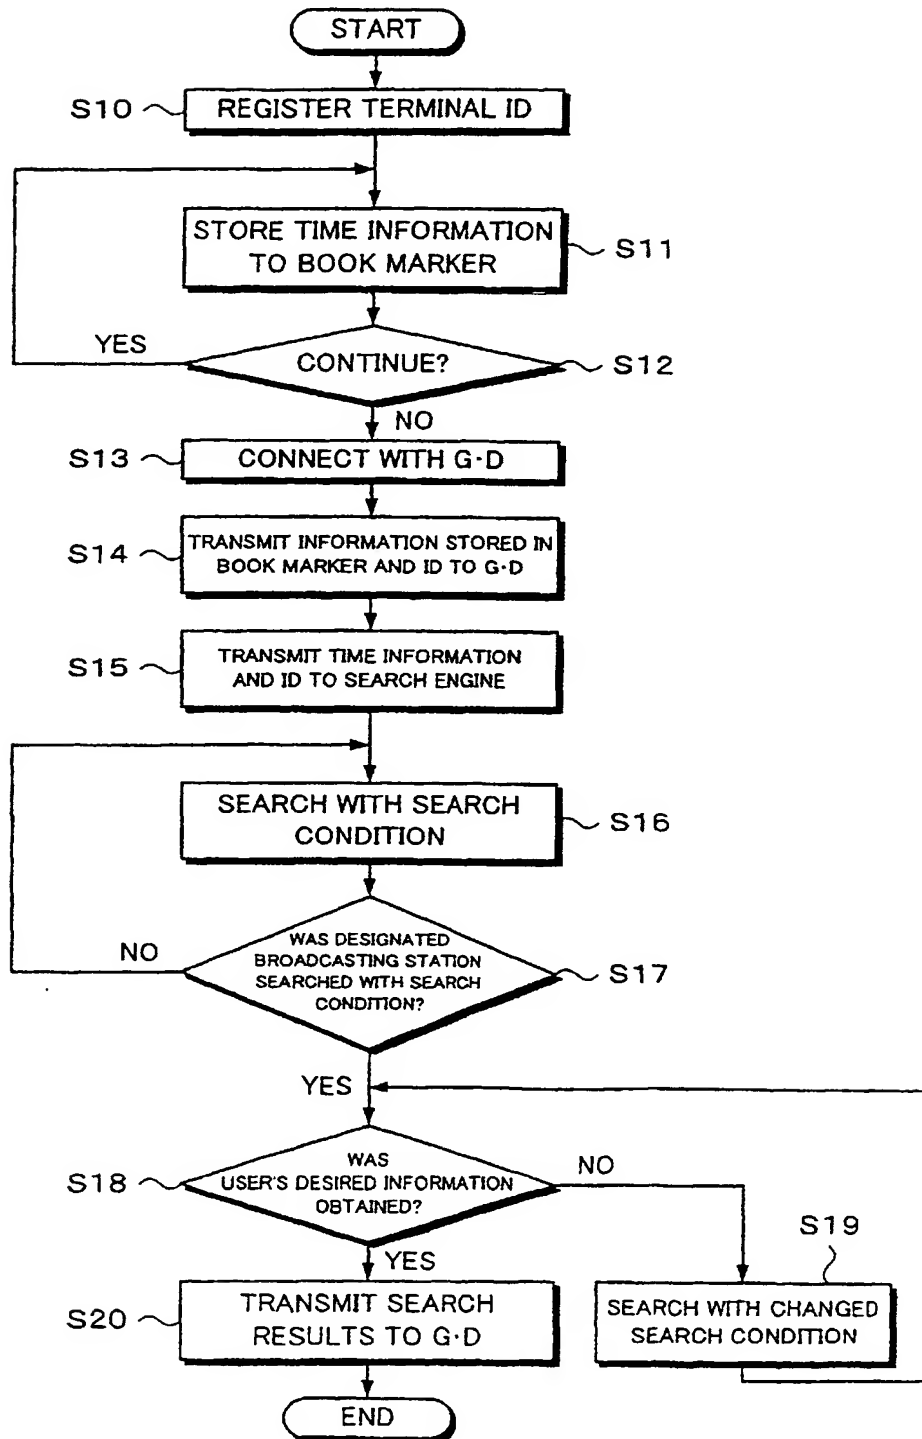 START
S10
REGISTER TERMINAL ID
STORE TIME INFORMATION
TO BOOK MARKER
S11
YES
CONTINUE?
S12
NO
S13
CONNECT WITH G·D
S14
TRANSMIT INFORMATION STORED IN
BOOK MARKER AND ID TO G·D
S15
TRANSMIT TIME INFORMATION
AND ID TO SEARCH ENGINE
SEARCH WITH SEARCH
CONDITION
S16
NO
WAS DESIGNATED
BROADCASTING STATION
SEARCHED WITH SEARCH
CONDITION?
S17
YES
S18
WAS
USER'S DESIRED INFORMATION
OBTAINED?
NO
YES
S19
S20
TRANSMIT SEARCH
RESULTS TO G·D
SEARCH WITH CHANGED
SEARCH CONDITION
END